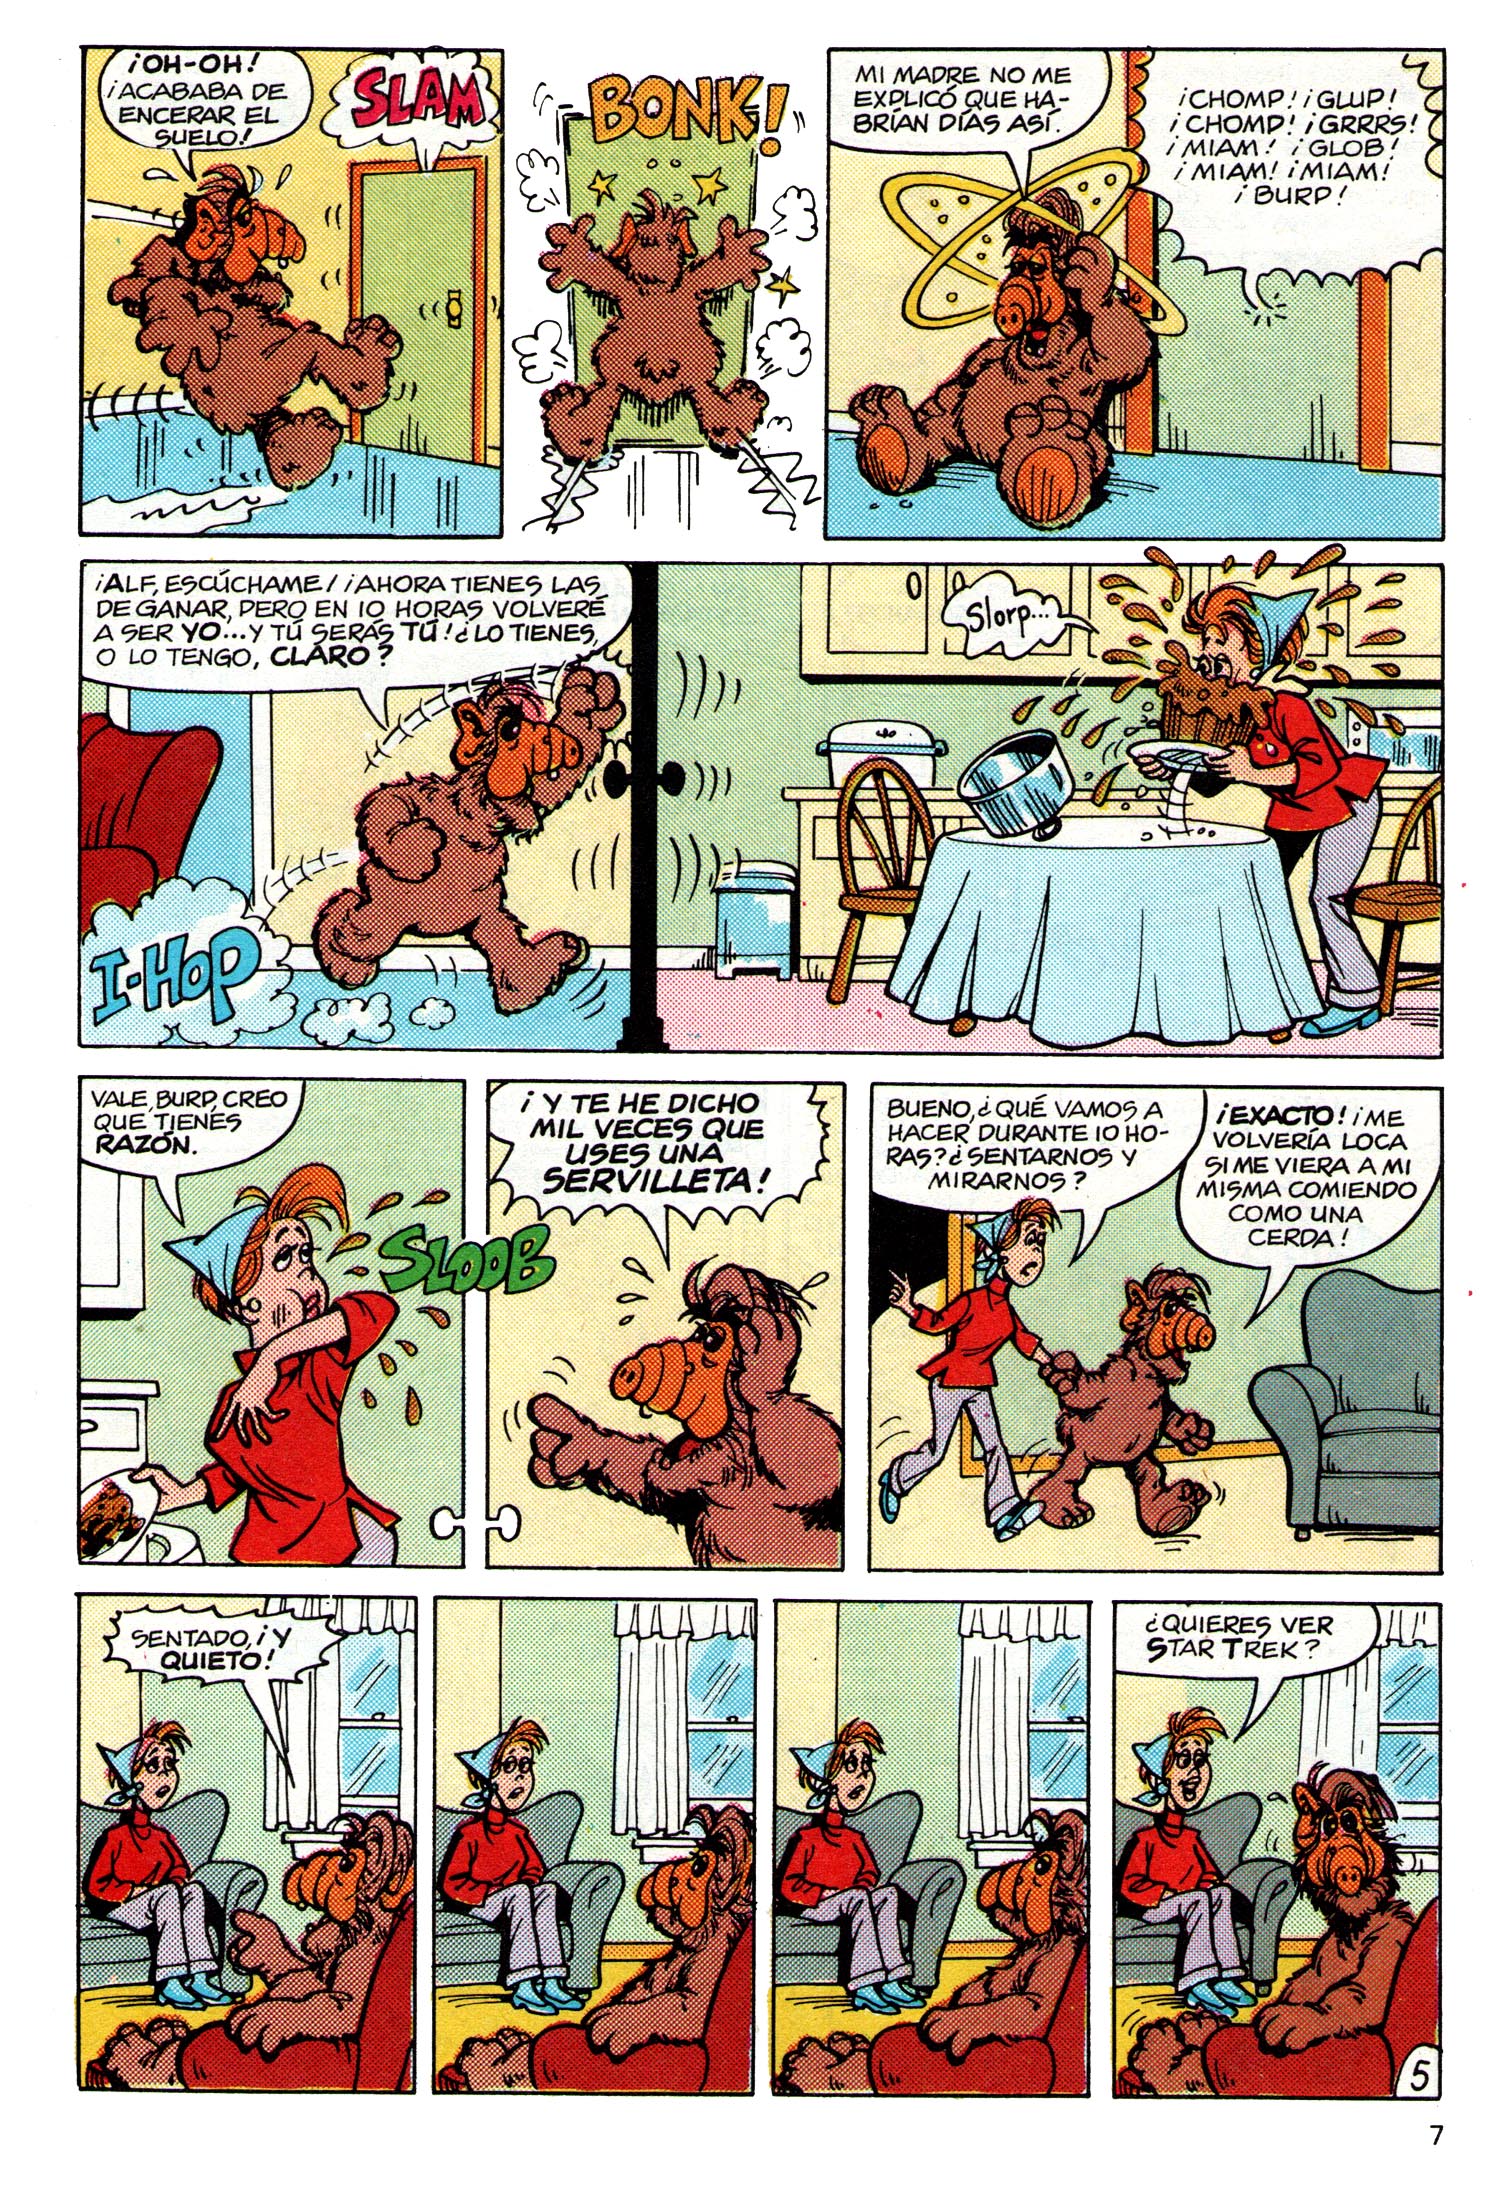 ¡OH-OH!
¡ACABABA DE
ENCERAR EL
SUELO!
SLAM
BONK!
MI MADRE NO ME
EXPLICÓ QUE HA-
BRÍAN DÍAS ASÍ.
¡CHOMP! ¡GLUP!
¡CHOMP! ¡GRRRS!
¡MIAM! ¡GLOB!
¡MIAM! ¡MIAM!
¡BURP!
¡ALF, ESCÚCHAME! ¡AHORA TIENES LAS
DE GANAR, PERO EN 10 HORAS VOLVERÉ
A SER YO... Y TÚ SERÁS TÚ! ¿LO TIENES,
O LO TENGO, CLARO?
I-HOP
Slorp...
VALE, BURP, CREO
QUE TIENES
RAZÓN.
SLOOB
¡Y TE HE DICHO
MIL VECES QUE
USES UNA
SERVILLETA!
BUENO, ¿QUÉ VAMOS A
HACER DURANTE 10 HO-
RAS? ¿SENTARNOS Y
MIRARNOS?
¡EXACTO! ¡ME
VOLVERÍA LOCA
SI ME VIERA A MI
MISMA COMIENDO
COMO UNA
CERDA!
SENTADO, ¡Y
QUIETO!
¿QUIERES VER
STAR TREK?
5
7